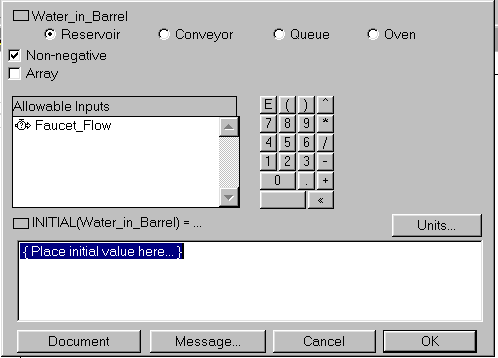 Water_in_Barrel
Reservoir Conveyor Queue Oven
Non-negative
Array
Allowable Inputs
Faucet_Flow
E ( ) ^
7 8 9 *
4 5 6 /
1 2 3 -
0 . +
«
INITIAL(Water_in_Barrel) = ...
Units...
{ Place initial value here... }
Document Message... Cancel OK